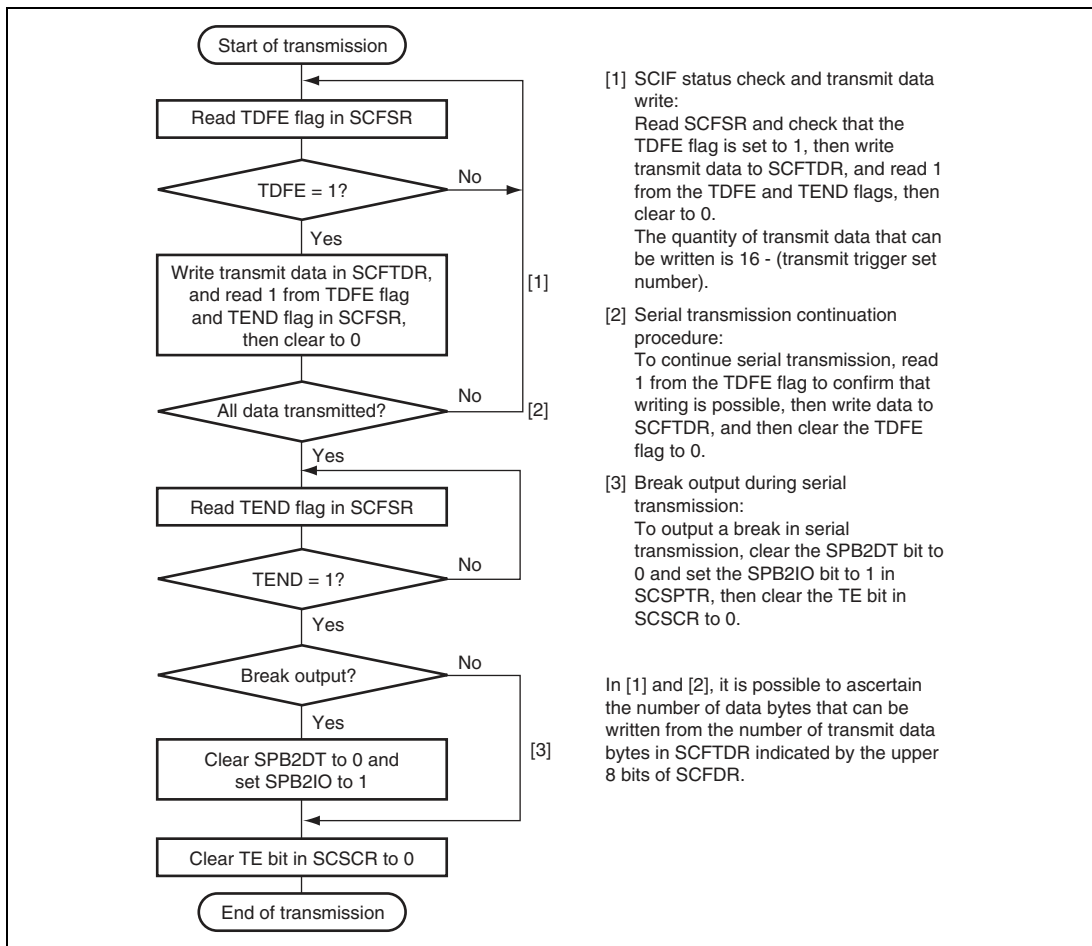 Start of transmission
Read TDFE flag in SCFSR
TDFE = 1?
No
Yes
Write transmit data in SCFTDR,
and read 1 from TDFE flag
and TEND flag in SCFSR,
then clear to 0
[1]
All data transmitted?
No
[2]
Yes
Read TEND flag in SCFSR
TEND = 1?
No
Yes
Break output?
No
Yes
Clear SPB2DT to 0 and
set SPB2IO to 1
[3]
Clear TE bit in SCSCR to 0
End of transmission
[1] SCIF status check and transmit data
write:
Read SCFSR and check that the
TDFE flag is set to 1, then write
transmit data to SCFTDR, and read 1
from the TDFE and TEND flags, then
clear to 0.
The quantity of transmit data that can
be written is 16 - (transmit trigger set
number).
[2] Serial transmission continuation
procedure:
To continue serial transmission, read
1 from the TDFE flag to confirm that
writing is possible, then write data to
SCFTDR, and then clear the TDFE
flag to 0.
[3] Break output during serial
transmission:
To output a break in serial
transmission, clear the SPB2DT bit to
0 and set the SPB2IO bit to 1 in
SCSPTR, then clear the TE bit in
SCSCR to 0.
In [1] and [2], it is possible to ascertain
the number of data bytes that can be
written from the number of transmit data
bytes in SCFTDR indicated by the upper
8 bits of SCFDR.